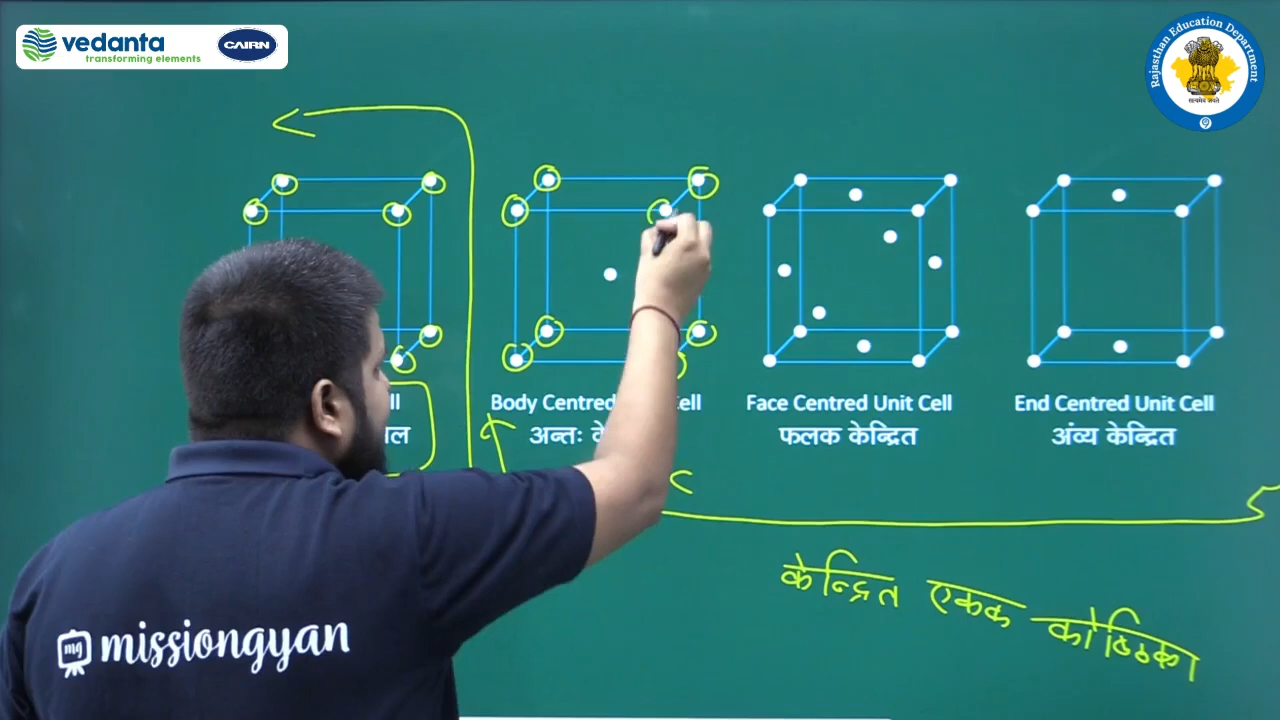 vedanta
transforming elements
CAIRN
Rajasthan Education Department
सत्यमेव जयते
Body Centred
Face Centred Unit Cell
End Centred Unit Cell
अन्तः
फलक केन्द्रित
अंव्य केन्द्रित
केन्द्रित एकक कोष्ठिका
mg missiongyan